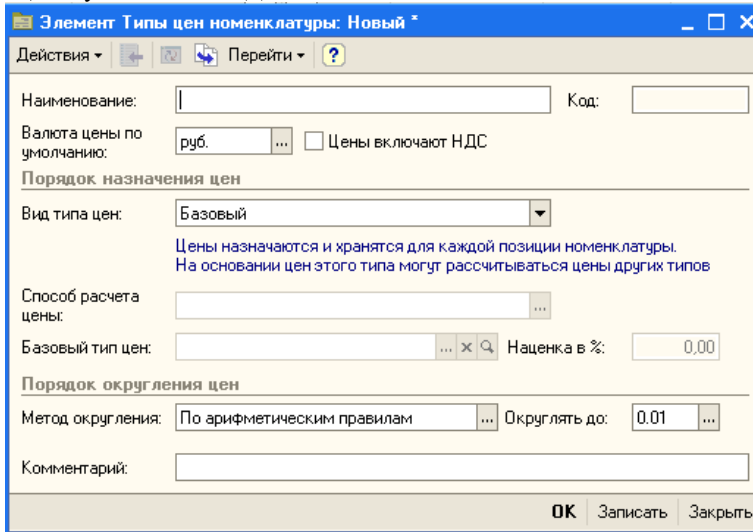 Элемент Типы цен номенклатуры: Новый *
Действия Перейти ?
Наименование: Код:
Валюта цены по умолчанию: руб. ... Цены включают НДС
Порядок назначения цен
Вид типа цен: Базовый
Цены назначаются и хранятся для каждой позиции номенклатуры.
На основании цен этого типа могут рассчитываться цены других типов
Способ расчета цены: ...
Базовый тип цен: ... Наценка в %: 0,00
Порядок округления цен
Метод округления: По арифметическим правилам ... Округлять до: 0.01 ...
Комментарий:
OK Записать Закрыть